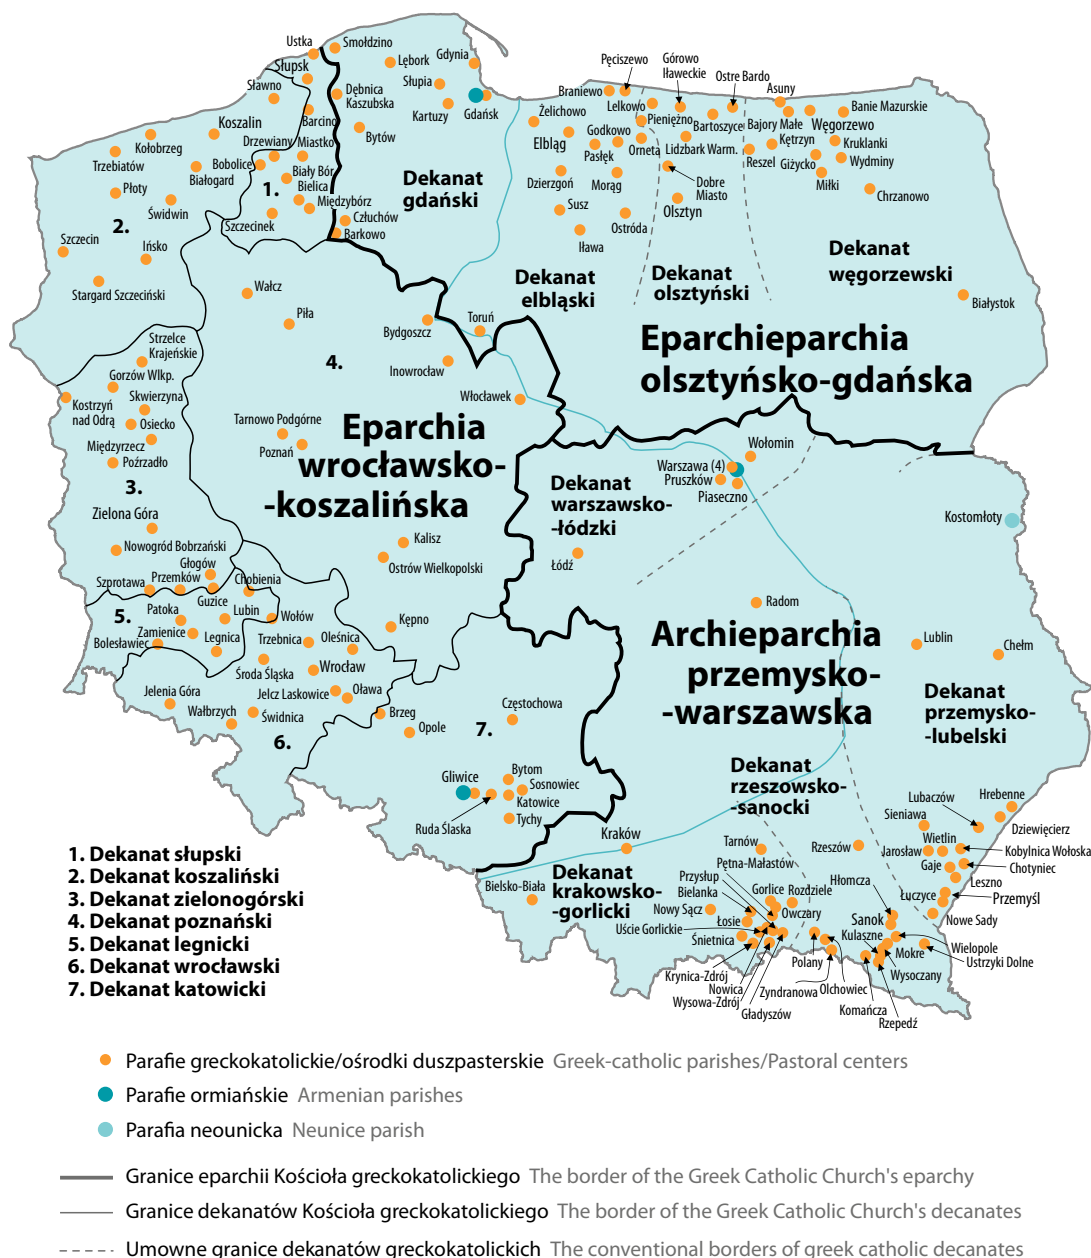 Ustka
Smołdzino
Lębork
Gdynia
Słupsk
Sławno
Słupia
Dębnica
Kaszubska
Kartuzy
Gdańsk
Barcino
Bytów
Koszalin
Kołobrzeg
Drzewiany
Miastko
Trzebiatów
Bobolice
Białogard
Biały Bór
Bielica
Płoty
Świdwin
Międzybórz
Człuchów
Szczecinek
Barkowo
Szczecin
Ińsko
Stargard Szczeciński
1.
2.
Dekanat
gdański
Pęciszewo
Górowo
Iławeckie
Ostre Bardo
Asuny
Braniewo
Lelkowo
Żelichowo
Pieniężno
Bartoszyce
Bajory Małe
Banie Mazurskie
Węgorzewo
Elbląg
Godkowo
Pasłęk
Orneta
Lidzbark Warm.
Kętrzyn
Kruklanki
Reszel
Giżycko
Wydminy
Dzierzgoń
Morąg
Dobre
Miasto
Miłki
Chrzanowo
Susz
Ostróda
Olsztyn
Iława
Dekanat
elbląski
Dekanat
olsztyński
Dekanat
węgorzewski
Białystok
Eparchieparchia
olsztyńsko-gdańska
Wałcz
Piła
4.
Bydgoszcz
Toruń
Inowrocław
Włocławek
Strzelce
Krajeńskie
Gorzów Wlkp.
Kostrzyń
nad Odrą
Skwierzyna
Osiecko
Międzyrzecz
Poźrzadło
3.
Zielona Góra
Nowogród Bobrzański
Tarnowo Podgórne
Poznań
Eparchia
wrocławsko-
-koszalińska
Kalisz
Ostrów Wielkopolski
Kępno
Dekanat
warszawsko-
-łódzki
Wołomin
Warszawa (4)
Pruszków
Piaseczno
Łódź
Kostomłoty
Radom
Lublin
Chełm
Archieparchia
przemysko-
-warszawska
Dekanat
przemysko-
-lubelski
Głogów
Szprotawa
Przemków
Chobienia
Guzice
5.
Patoka
Lubin
Wołów
Zamienice
Bolesławiec
Legnica
Trzebnica
Oleśnica
Środa Śląska
Wrocław
Jelcz Laskowice
Oława
Jelenia Góra
Wałbrzych
Świdnica
6.
Brzeg
Opole
Częstochowa
7.
Gliwice
Bytom
Sosnowiec
Katowice
Tychy
Ruda Ślaska
Dekanat
rzeszowsko-
-sanocki
Kraków
Bielsko-Biała
Dekanat
krakowsko-
-gorlicki
Tarnów
Pętna-Małastów
Przysłup
Bielanka
Gorlice
Rozdziele
Nowy Sącz
Łosie
Owczary
Uście Gorlickie
Śnietnica
Krynica-Zdrój
Nowica
Wysowa-Zdrój
Gładyszów
Rzeszów
Hłomcza
Sanok
Kulaszne
Polany
Zyndranowa
Olchowiec
Komańcza
Rzepedź
Mokre
Wysoczany
Wielopole
Ustrzyki Dolne
Lubaczów
Hrebenne
Sieniawa
Dziewięcierz
Wietlin
Jarosław
Kobylnica Wołoska
Gaje
Chotyniec
Leszno
Łuczyce
Przemyśl
Nowe Sady
1. Dekanat słupski
2. Dekanat koszaliński
3. Dekanat zielonogórski
4. Dekanat poznański
5. Dekanat legnicki
6. Dekanat wrocławski
7. Dekanat katowicki
Parafie greckokatolickie/ośrodki duszpasterskie Greek-catholic parishes/Pastoral centers
Parafie ormiańskie Armenian parishes
Parafia neounicka Neunice parish
Granice eparchii Kościoła greckokatolickiego The border of the Greek Catholic Church's eparchy
Granice dekanatów Kościoła greckokatolickiego The border of the Greek Catholic Church's decanates
Umowne granice dekanatów greckokatolickich The conventional borders of greek catholic decanates